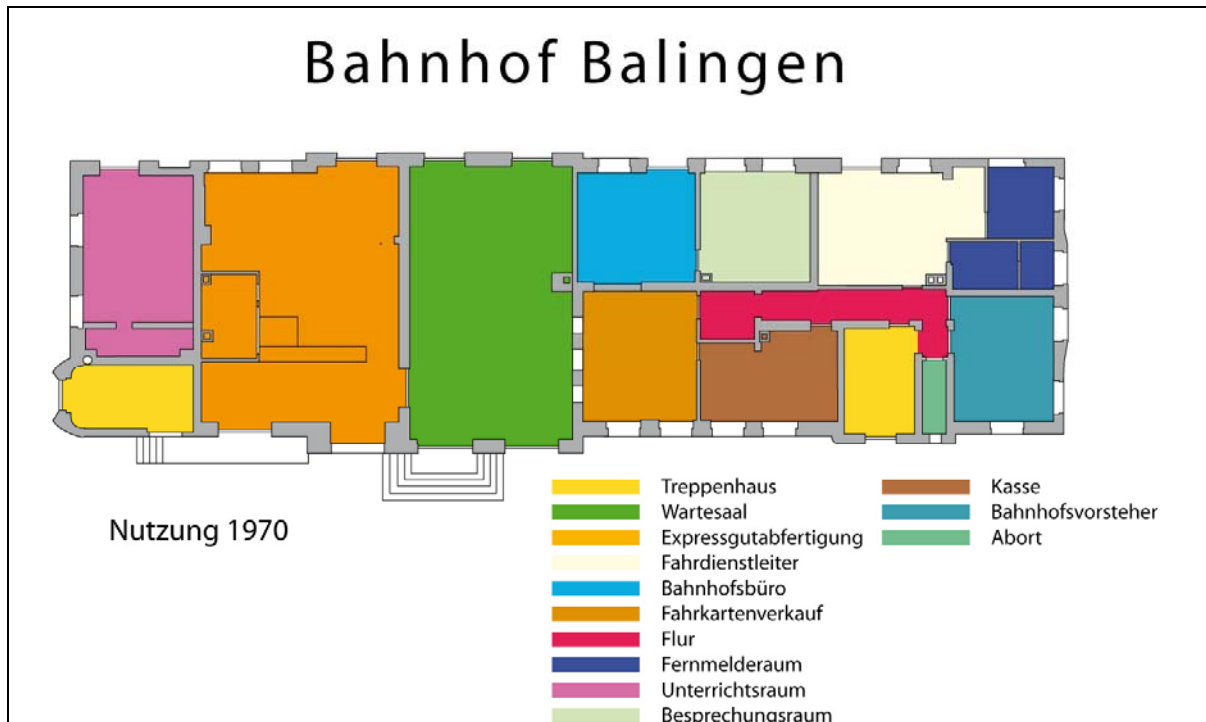 Bahnhof Balingen
Nutzung 1970
Treppenhaus
Wartesaal
Expressgutabfertigung
Fahrdienstleiter
Bahnhofsbüro
Fahrkartenverkauf
Flur
Fernmelderaum
Unterrichtsraum
Besprechungsraum
Kasse
Bahnhofsvorsteher
Abort